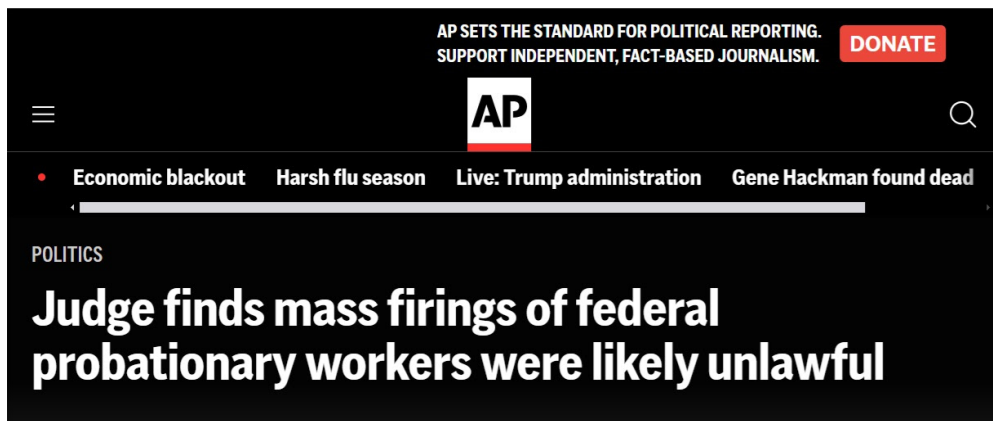 AP SETS THE STANDARD FOR POLITICAL REPORTING.
SUPPORT INDEPENDENT, FACT-BASED JOURNALISM.
DONATE
AP
Economic blackout Harsh flu season Live: Trump administration Gene Hackman found dead
POLITICS
Judge finds mass firings of federal
probationary workers were likely unlawful